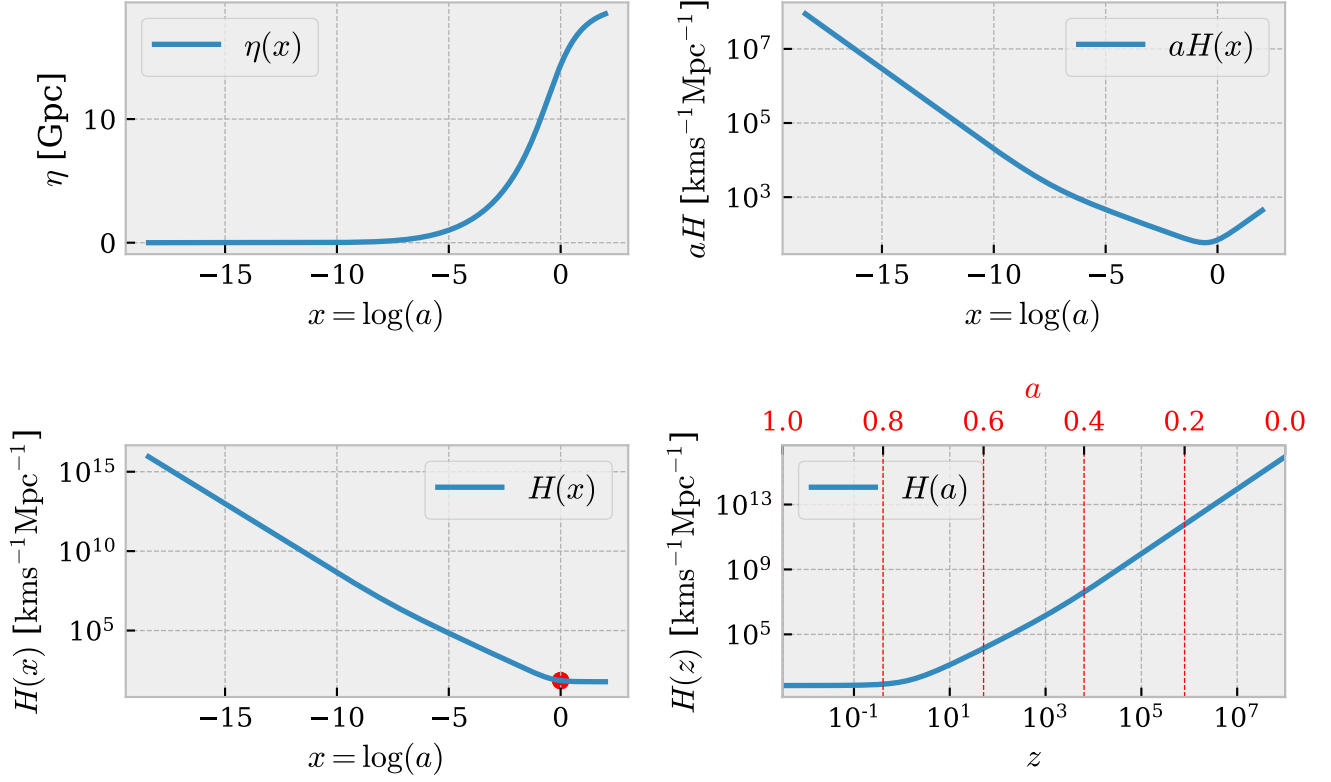 η(x)
η [Gpc]
10
0
−15 −10 −5 0
x = log(a)
aH(x)
aH [kms⁻¹Mpc⁻¹]
10⁷
10⁵
10³
−15 −10 −5 0
x = log(a)
H(x)
H(x) [kms⁻¹Mpc⁻¹]
10¹⁵
10¹⁰
10⁵
−15 −10 −5 0
x = log(a)
a
1.0 0.8 0.6 0.4 0.2 0.0
H(a)
H(z) [kms⁻¹Mpc⁻¹]
10¹³
10⁹
10⁵
10⁻¹ 10¹ 10³ 10⁵ 10⁷
z